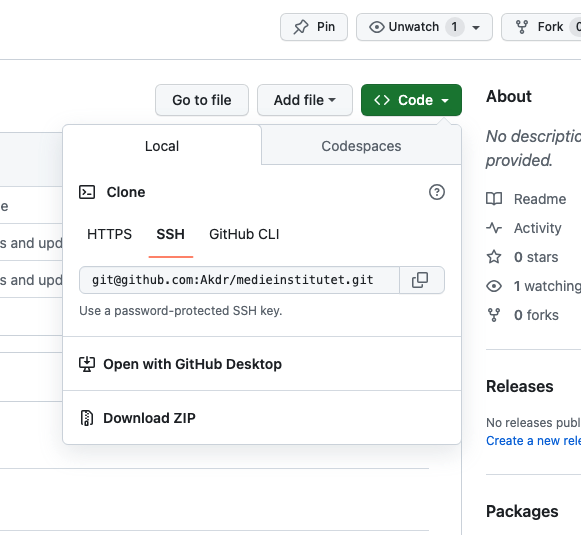 Pin
Unwatch 1
Fork
Go to file
Add file
Code
About
No description
provided.
Local
Codespaces
Clone
Readme
HTTPS
SSH
GitHub CLI
Activity
s and upd
0 stars
git@github.com:Akdr/medieinstitutet.git
s and upd
1 watching
Use a password-protected SSH key.
0 forks
Open with GitHub Desktop
Releases
Download ZIP
No releases publ
Create a new rele
Packages